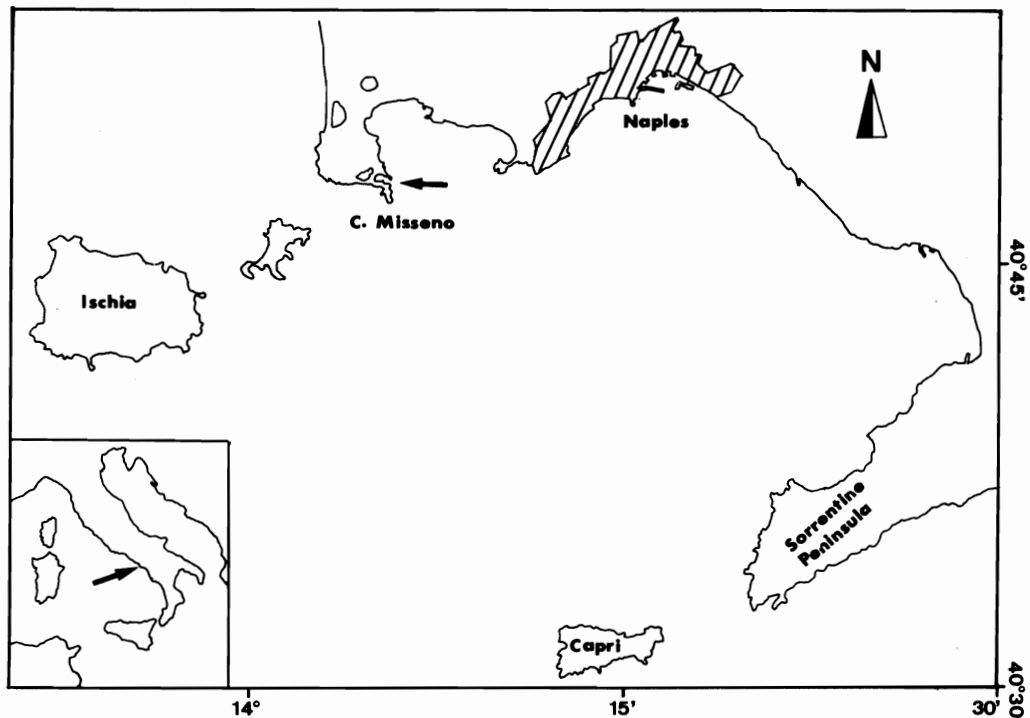 N
Naples
C. Misseno
40°45'
Ischia
Sorrentine
Peninsula
Capri
40°30
14°
15'
30'